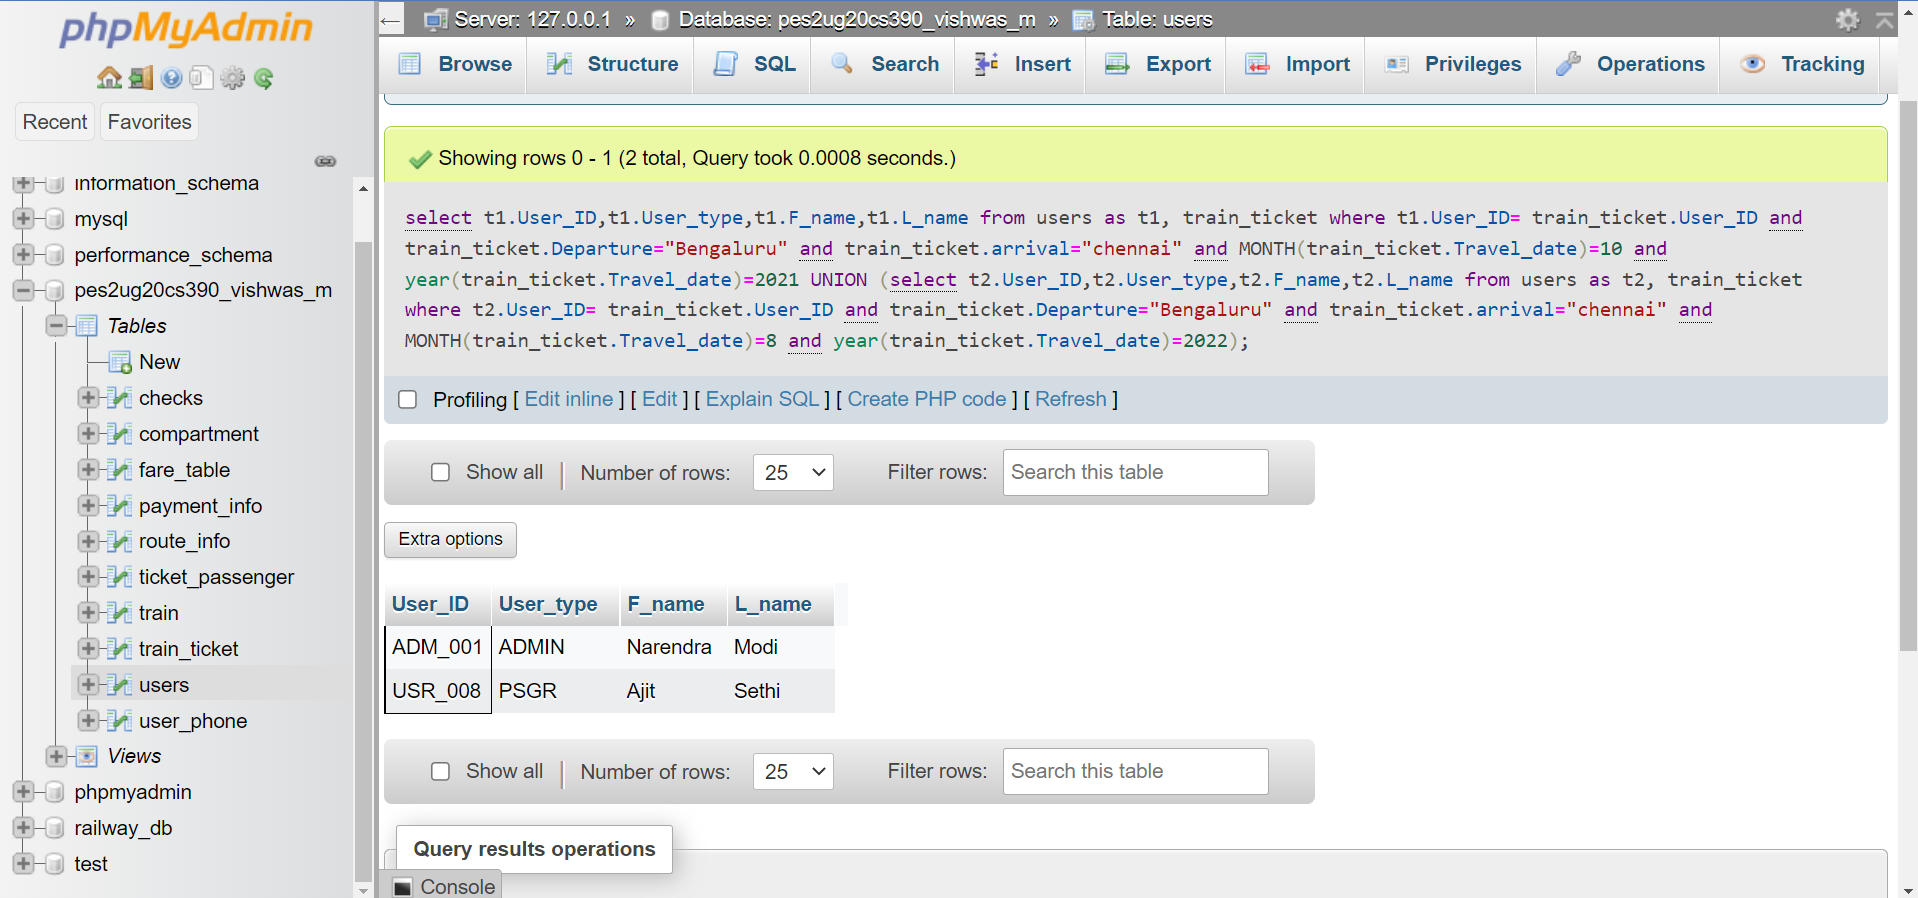 phpMyAdmin
Recent Favorites
information_schema
mysql
performance_schema
pes2ug20cs390_vishwas_m
Tables
New
checks
compartment
fare_table
payment_info
route_info
ticket_passenger
train
train_ticket
users
user_phone
Views
phpmyadmin
railway_db
test
Server: 127.0.0.1 » Database: pes2ug20cs390_vishwas_m » Table: users
Browse Structure SQL Search Insert Export Import Privileges Operations Tracking
Showing rows 0 - 1 (2 total, Query took 0.0008 seconds.)
select t1.User_ID,t1.User_type,t1.F_name,t1.L_name from users as t1, train_ticket where t1.User_ID= train_ticket.User_ID and
train_ticket.Departure="Bengaluru" and train_ticket.arrival="chennai" and MONTH(train_ticket.Travel_date)=10 and
year(train_ticket.Travel_date)=2021 UNION (select t2.User_ID,t2.User_type,t2.F_name,t2.L_name from users as t2, train_ticket
where t2.User_ID= train_ticket.User_ID and train_ticket.Departure="Bengaluru" and train_ticket.arrival="chennai" and
MONTH(train_ticket.Travel_date)=8 and year(train_ticket.Travel_date)=2022);
Profiling [ Edit inline ] [ Edit ] [ Explain SQL ] [ Create PHP code ] [ Refresh ]
Show all | Number of rows: 25 Filter rows: Search this table
Extra options
User_ID User_type F_name L_name
ADM_001 ADMIN Narendra Modi
USR_008 PSGR Ajit Sethi
Show all | Number of rows: 25 Filter rows: Search this table
Query results operations
Console